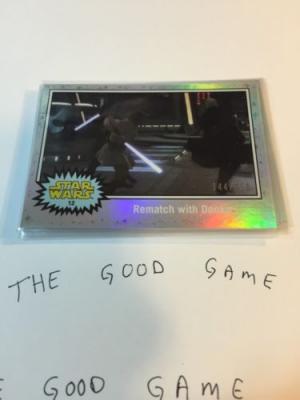 STAR
WARS
12
Rematch with Dooku
THE GOOD GAME
GOOD GAME